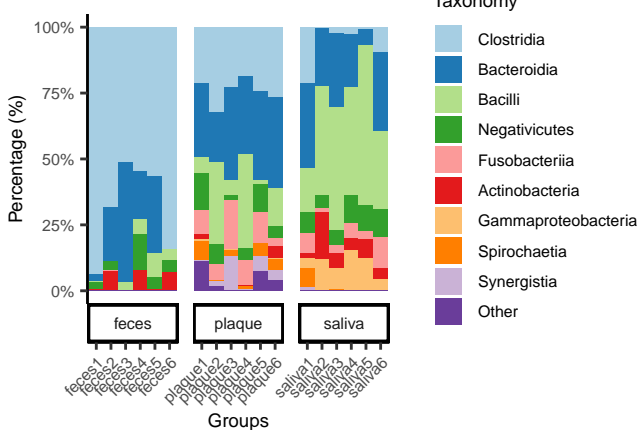 Taxonomy
100%
75%
50%
25%
0%
Percentage (%)
Clostridia
Bacteroidia
Bacilli
Negativicutes
Fusobacteriia
Actinobacteria
Gammaproteobacteria
Spirochaetia
Synergistia
Other
feces
plaque
saliva
feces1
feces2
feces3
feces4
feces5
feces6
plaque1
plaque2
plaque3
plaque4
plaque5
plaque6
saliva1
saliva2
saliva3
saliva4
saliva5
saliva6
Groups